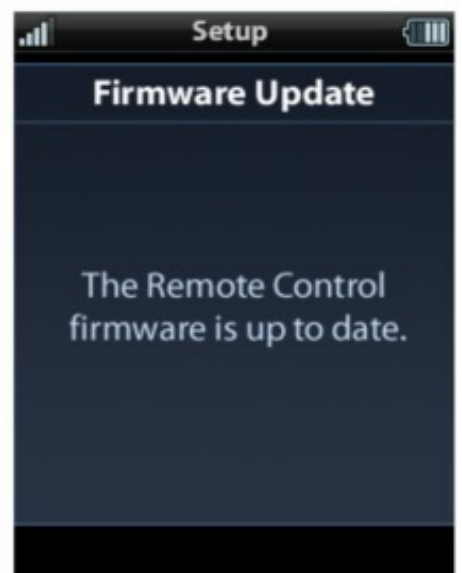 Setup
Firmware Update
The Remote Control
firmware is up to date.